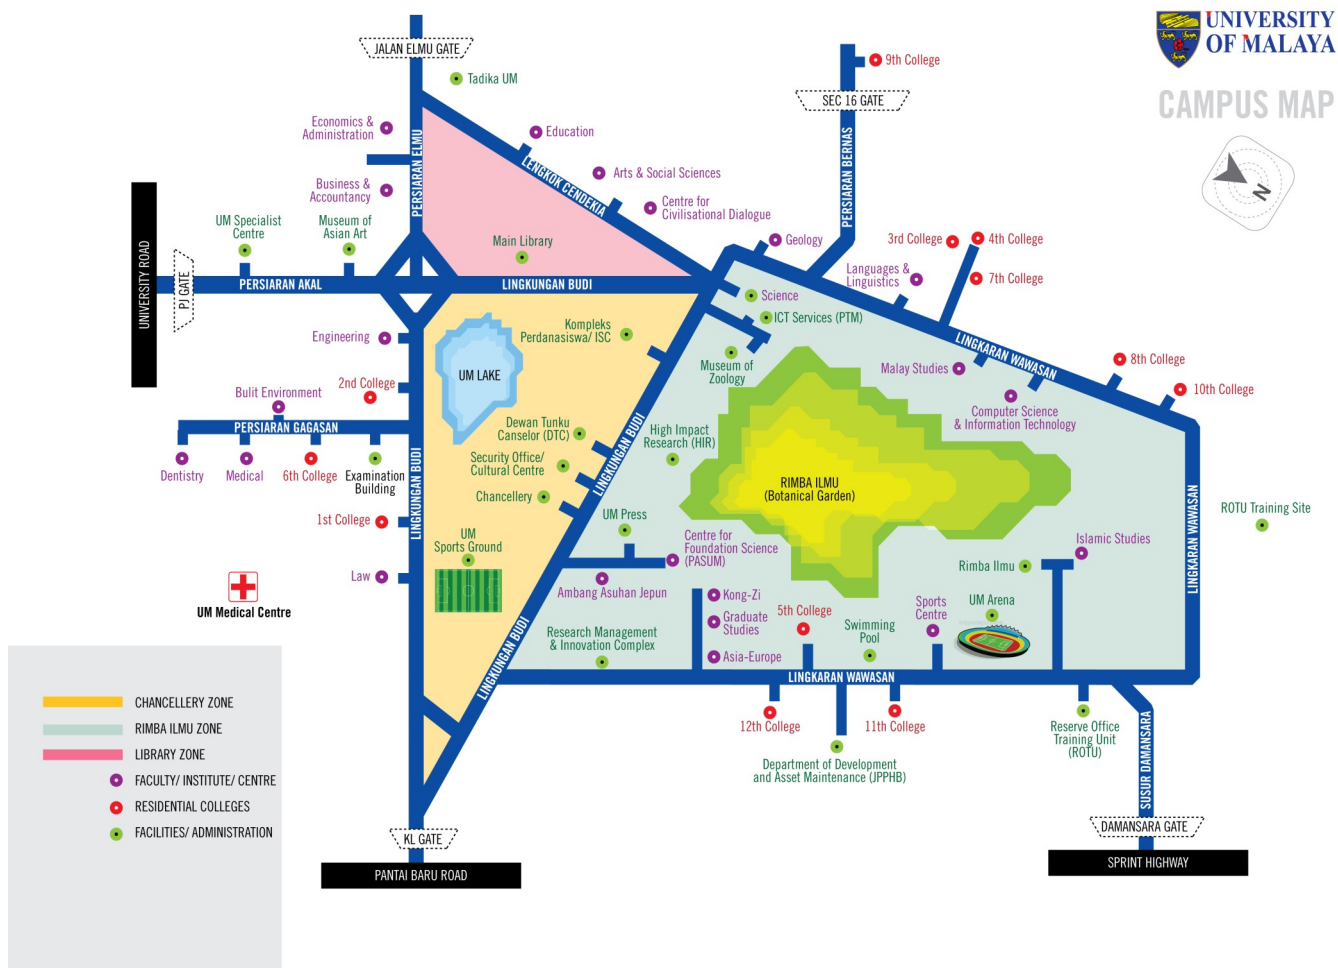 UNIVERSITY
OF MALAYA
CAMPUS MAP
N
JALAN ELMU GATE
Tadika UM
9th College
SEC 16 GATE
Economics &
Administration
Education
PERSIARAN ELMU
LENGKOK CENDEKIA
Arts & Social Sciences
PERSIARAN BERNAS
Business &
Accountancy
Centre for
Civilisational Dialogue
UM Specialist
Centre
Museum of
Asian Art
Main Library
Geology
3rd College
4th College
7th College
Languages &
Linguistics
UNIVERSITY ROAD
PJ GATE
PERSIARAN AKAL
LINGKUNGAN BUDI
Science
ICT Services (PTM)
Engineering
Kompleks
Perdanasiswa/ ISC
LINGKARAN WAWASAN
UM LAKE
Museum of
Zoology
Malay Studies
8th College
10th College
2nd College
Bulit Environment
Computer Science
& Information Technology
PERSIARAN GAGASAN
Dewan Tunku
Canselor (DTC)
High Impact
Research (HIR)
Security Office/
Cultural Centre
LINGKUNGAN BUDI
LINGKUNGAN BUDI
Dentistry
Medical
6th College
Examination
Building
Chancellery
RIMBA ILMU
(Botanical Garden)
LINGKARAN WAWASAN
ROTU Training Site
1st College
UM Press
UM
Sports Ground
Centre for
Foundation Science
(PASUM)
Islamic Studies
Rimba Ilmu
Law
Ambang Asuhan Jepun
Kong-Zi
Graduate
Studies
Asia-Europe
5th College
Swimming
Pool
Sports
Centre
UM Arena
UM Medical Centre
Research Management
& Innovation Complex
LINGKUNGAN BUDI
LINGKARAN WAWASAN
12th College
11th College
Reserve Office
Training Unit
(ROTU)
SUSUR DAMANSARA
Department of Development
and Asset Maintenance (JPPHB)
CHANCELLERY ZONE
RIMBA ILMU ZONE
LIBRARY ZONE
FACULTY/ INSTITUTE/ CENTRE
RESIDENTIAL COLLEGES
FACILITIES/ ADMINISTRATION
KL GATE
PANTAI BARU ROAD
DAMANSARA GATE
SPRINT HIGHWAY